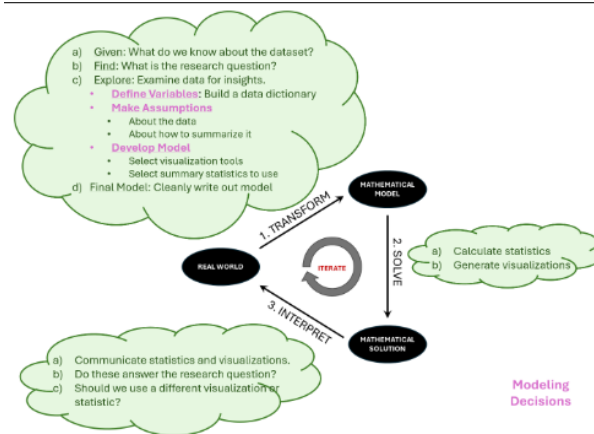 a) Given: What do we know about the dataset?
b) Find: What is the research question?
c) Explore: Examine data for insights.
• Define Variables: Build a data dictionary
• Make Assumptions
• About the data
• About how to summarize it
• Develop Model
• Select visualization tools
• Select summary statistics to use
d) Final Model: Cleanly write out model
MATHEMATICAL
MODEL
1. TRANSFORM
2. SOLVE
a) Calculate statistics
b) Generate visualizations
REAL WORLD
ITERATE
3. INTERPRET
MATHEMATICAL
SOLUTION
a) Communicate statistics and visualizations.
b) Do these answer the research question?
c) Should we use a different visualization or
statistic?
Modeling
Decisions